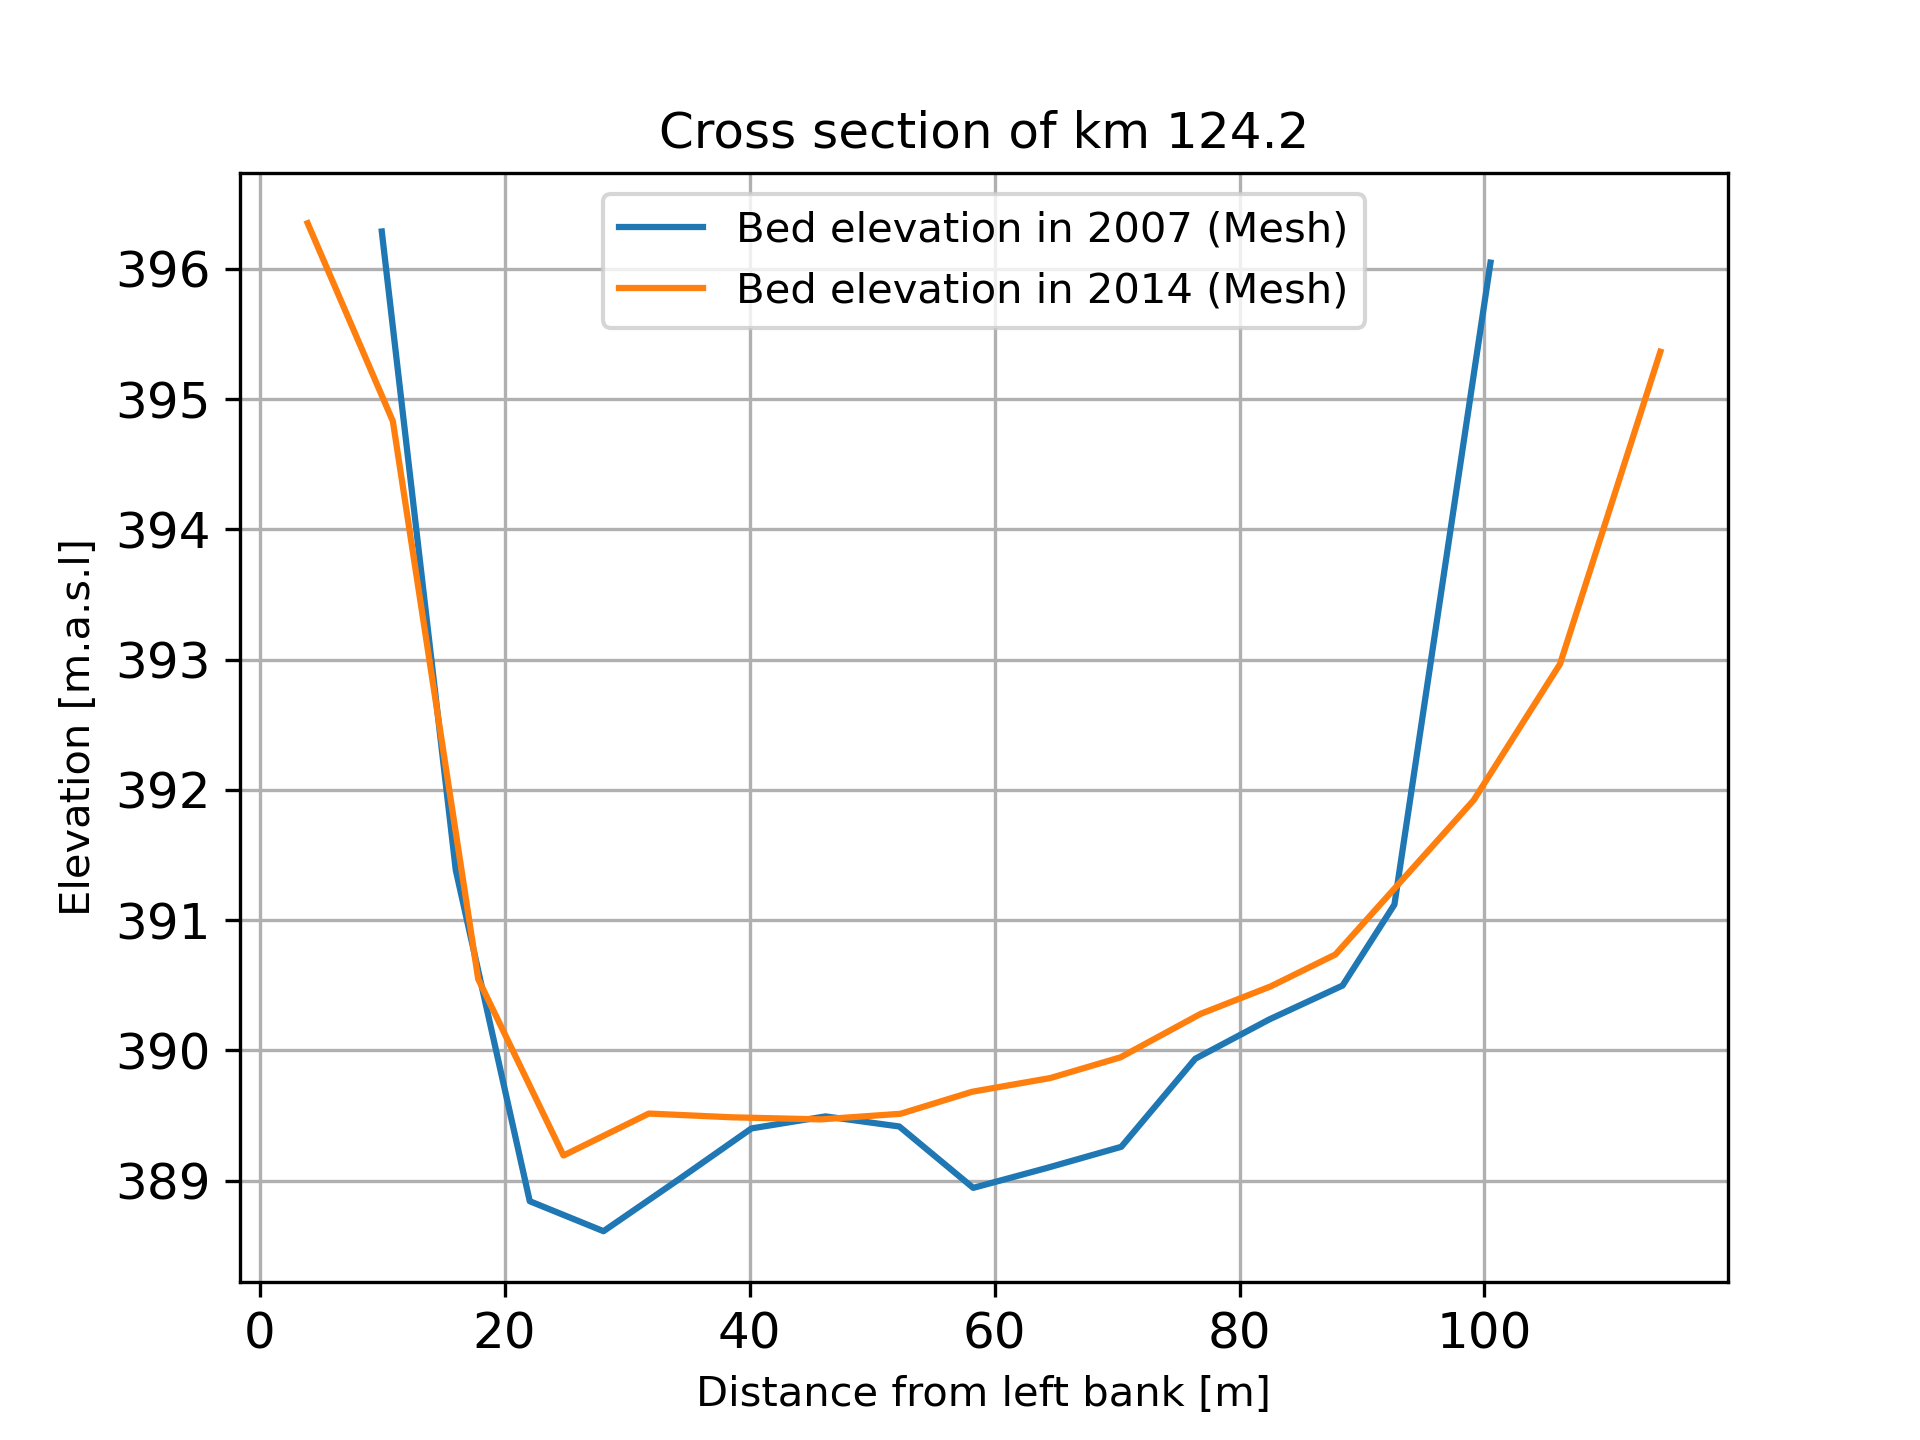 Cross section of km 124.2
Bed elevation in 2007 (Mesh)
Bed elevation in 2014 (Mesh)
396
395
394
393
392
391
390
389
Elevation [m.a.s.l]
0 20 40 60 80 100
Distance from left bank [m]